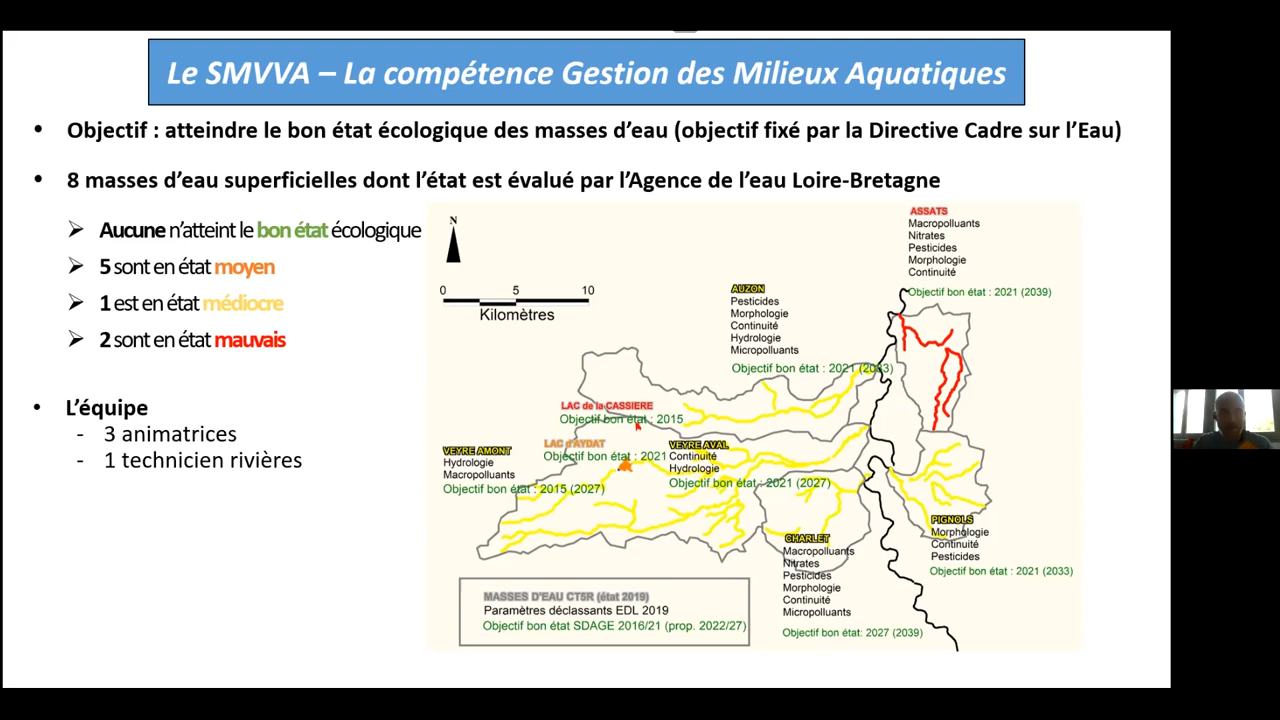 Le SMVVA – La compétence Gestion des Milieux Aquatiques
• Objectif : atteindre le bon état écologique des masses d’eau (objectif fixé par la Directive Cadre sur l’Eau)
• 8 masses d’eau superficielles dont l’état est évalué par l’Agence de l’eau Loire-Bretagne
➢ Aucune n’atteint le bon état écologique
➢ 5 sont en état moyen
➢ 1 est en état médiocre
➢ 2 sont en état mauvais
• L’équipe
- 3 animatrices
- 1 technicien rivières
N
0 5 10
Kilomètres
ASSATS
Macropolluants
Nitrates
Pesticides
Morphologie
Continuité
Objectif bon état : 2021 (2039)
AUZON
Pesticides
Morphologie
Continuité
Hydrologie
Micropolluants
Objectif bon état : 2021 (2033)
LAC de la CASSIERE
Objectif bon état : 2015
LAC d'AYDAT
Objectif bon état : 2021
VEYRE AMONT
Hydrologie
Macropolluants
Objectif bon état : 2015 (2027)
VEYRE AVAL
Continuité
Hydrologie
Objectif bon état : 2021 (2027)
CHARLET
Macropolluants
Nitrates
Pesticides
Morphologie
Continuité
Micropolluants
Objectif bon état: 2027 (2039)
PIGNOLS
Morphologie
Continuité
Pesticides
Objectif bon état : 2021 (2033)
MASSES D'EAU CT5R (état 2019)
Paramètres déclassants EDL 2019
Objectif bon état SDAGE 2016/21 (prop. 2022/27)